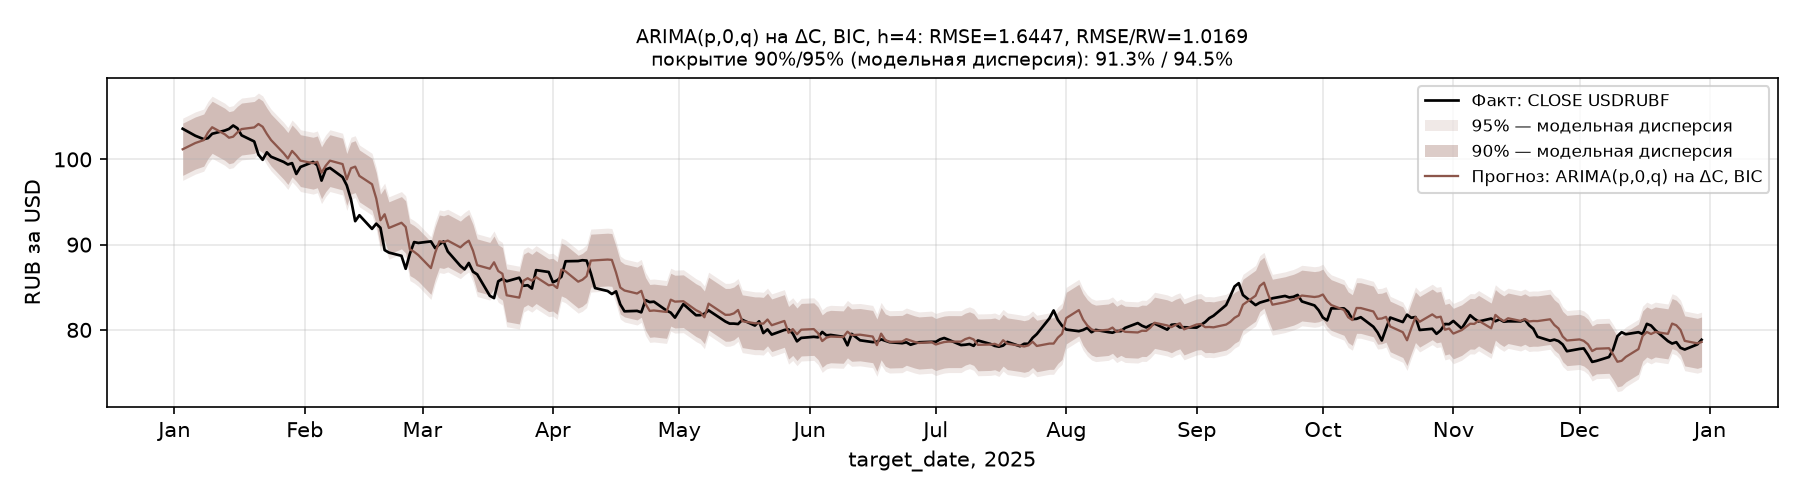 ARIMA(p,0,q) на ΔC, BIC, h=4: RMSE=1.6447, RMSE/RW=1.0169
покрытие 90%/95% (модельная дисперсия): 91.3% / 94.5%
Факт: CLOSE USDRUBF
95% — модельная дисперсия
90% — модельная дисперсия
Прогноз: ARIMA(p,0,q) на ΔC, BIC
RUB за USD
100
90
80
Jan Feb Mar Apr May Jun Jul Aug Sep Oct Nov Dec Jan
target_date, 2025